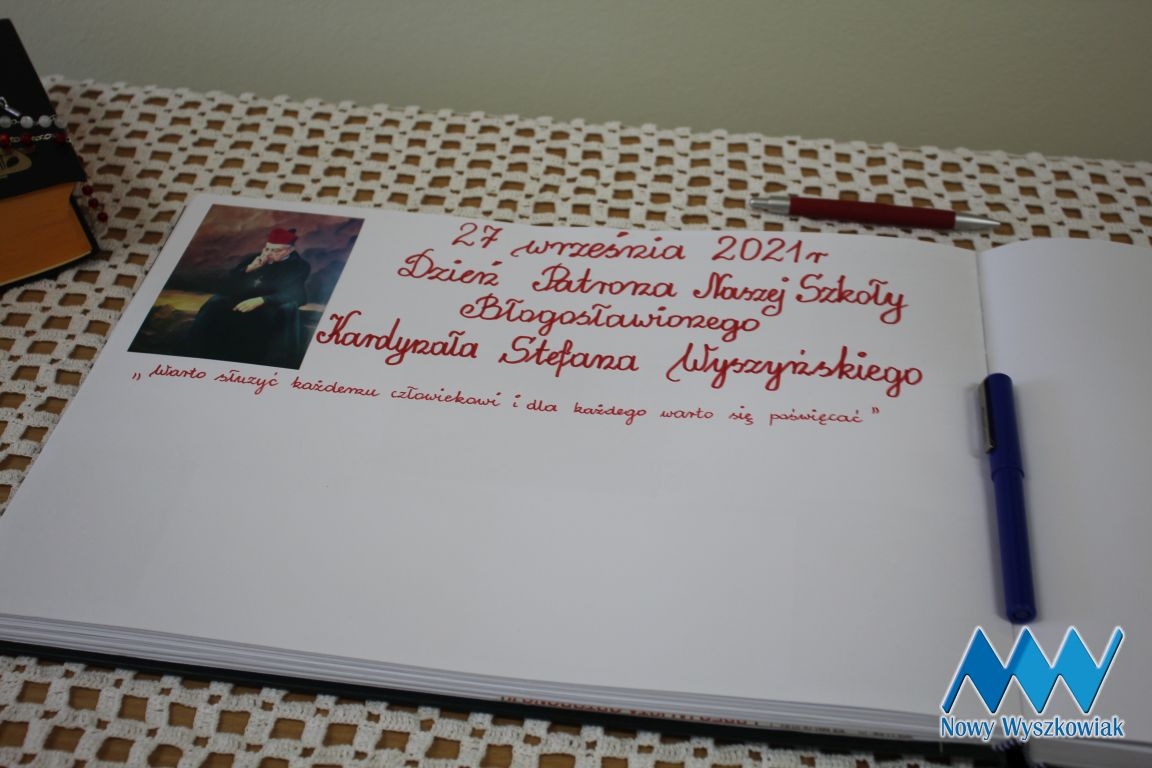 27 września 2021r
Dzień Patrona Naszej Szkoły
Błogosławionego
Kardynała Stefana Wyszyńskiego
„Warto służyć każdemu człowiekowi i dla każdego warto się poświęcać”
Nowy Wyszkowiak